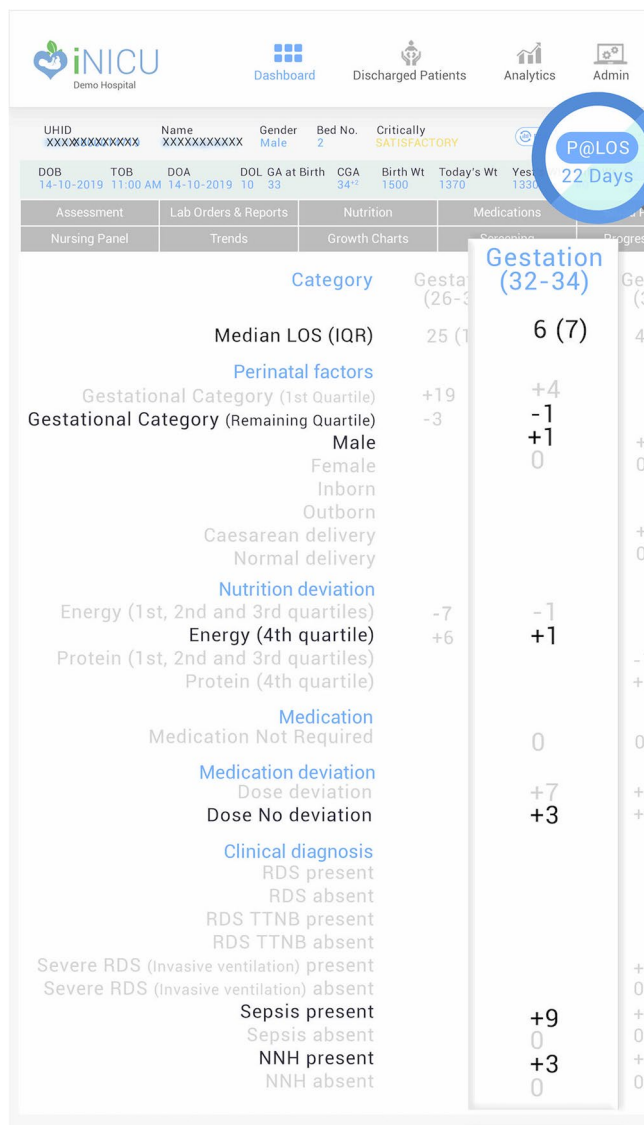 iNICU
Demo Hospital
Dashboard Discharged Patients Analytics Admin
UHID Name Gender Bed No. Critically
XXXXXXXXXXXXX XXXXXXXXXXX Male 2 SATISFACTORY
P@LOS
22 Days
DOB TOB DOA DOL GA at Birth CGA Birth Wt Today's Wt
14-10-2019 11:00 AM 14-10-2019 10 33 34+2 1500 1370 1330
Assessment Lab Orders & Reports Nutrition Medications
Nursing Panel Trends Growth Charts Screening
Category Gestation
(32-34)
Median LOS (IQR) 25 6 (7)
Perinatal factors
Gestational Category (1st Quartile) +19 +4
Gestational Category (Remaining Quartile) -3 -1
Male +1
Female 0
Inborn
Outborn
Caesarean delivery
Normal delivery
Nutrition deviation
Energy (1st, 2nd and 3rd quartiles) -7 -1
Energy (4th quartile) +6 +1
Protein (1st, 2nd and 3rd quartiles)
Protein (4th quartile)
Medication
Medication Not Required 0
Medication deviation
Dose deviation +7
Dose No deviation +3
Clinical diagnosis
RDS present
RDS absent
RDS TTNB present
RDS TTNB absent
Severe RDS (Invasive ventilation) present
Severe RDS (Invasive ventilation) absent
Sepsis present +9
Sepsis absent 0
NNH present +3
NNH absent 0